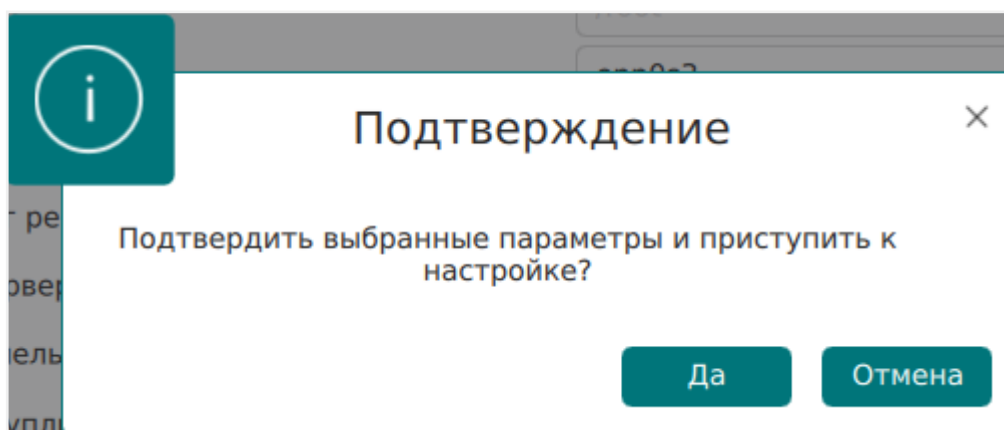 Подтверждение
Подтвердить выбранные параметры и приступить к
настройке?
Да
Отмена